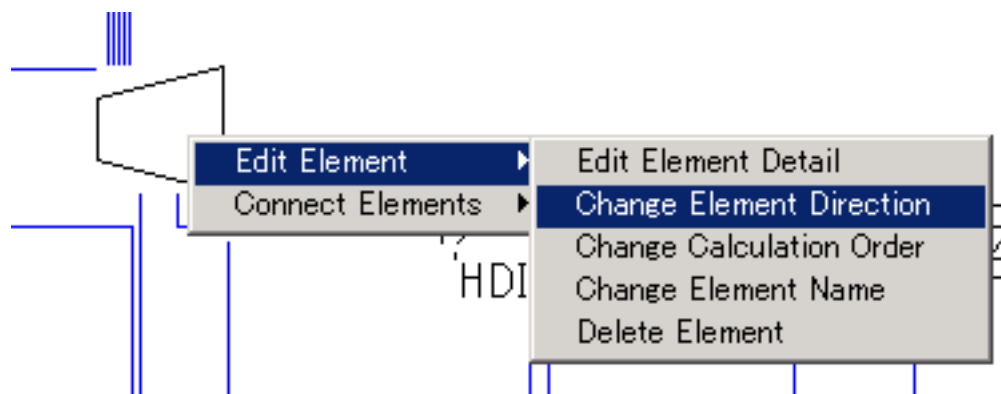 Edit Element
Connect Elements
Edit Element Detail
Change Element Direction
Change Calculation Order
Change Element Name
Delete Element
HDI